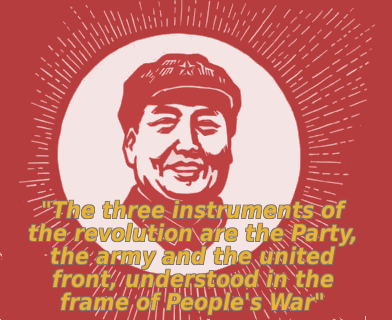 "The three instruments of
the revolution are the Party,
the army and the united
front, understood in the
frame of People's War"